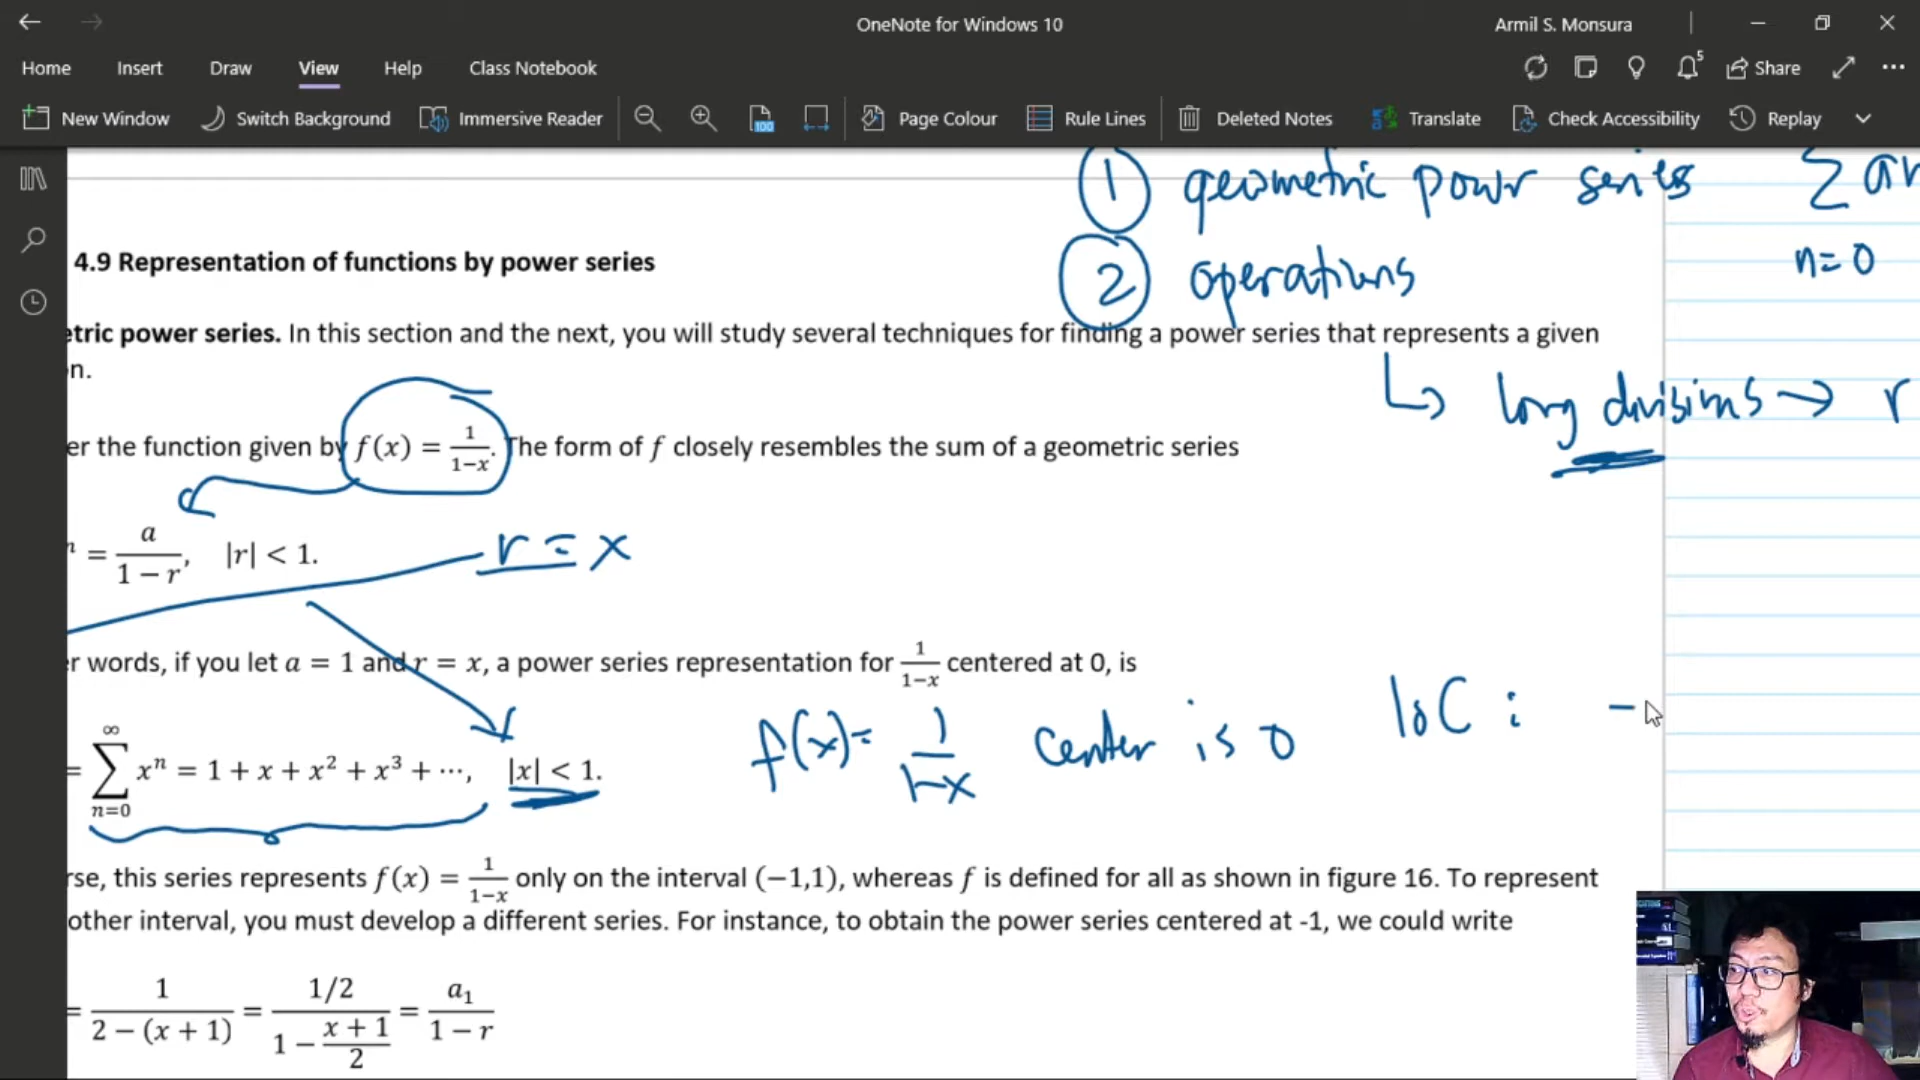 OneNote for Windows 10
Armil S. Monsura
Home Insert Draw View Help Class Notebook
5
Share
New Window Switch Background Immersive Reader 100 Page Colour Rule Lines Deleted Notes Translate Check Accessibility Replay
① geometric power series ∑ ar
n=0
② operations
4.9 Representation of functions by power series
etric power series. In this section and the next, you will study several techniques for finding a power series that represents a given
n.
↳ long divisions → r
er the function given by f(x) = 1/(1−x). The form of f closely resembles the sum of a geometric series
n = a/(1 − r), |r| < 1.
r = x
er words, if you let a = 1 and r = x, a power series representation for 1/(1−x) centered at 0, is
f(x) = 1/(1-x) center is 0 IoC : -
= ∑_{n=0}^{∞} xⁿ = 1 + x + x² + x³ + ⋯, |x| < 1.
rse, this series represents f(x) = 1/(1−x) only on the interval (−1,1), whereas f is defined for all as shown in figure 16. To represent
other interval, you must develop a different series. For instance, to obtain the power series centered at -1, we could write
= 1/(2 − (x + 1)) = (1/2)/(1 − (x + 1)/2) = a₁/(1 − r)